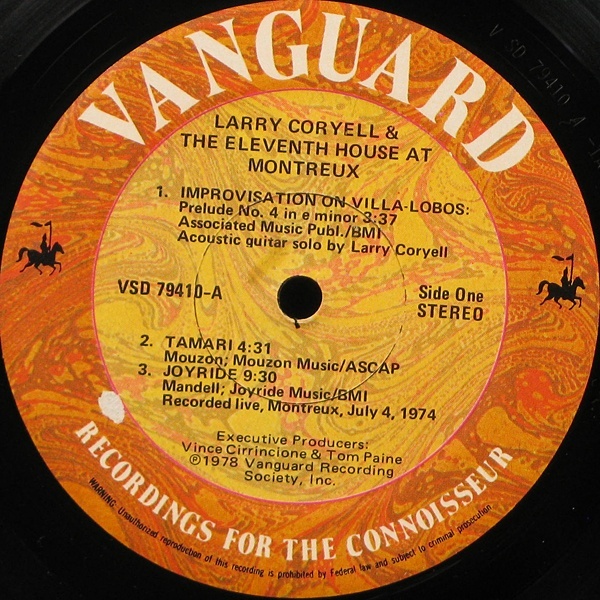 VANGUARD
LARRY CORYELL &
THE ELEVENTH HOUSE AT
MONTREUX
1. IMPROVISATION ON VILLA-LOBOS:
Prelude No. 4 in e minor 3:37
Associated Music Publ./BMI
Acoustic guitar solo by Larry Coryell
VSD 79410-A
Side One
STEREO
2. TAMARI 4:31
Mouzon; Mouzon Music/ASCAP
3. JOYRIDE 9:30
Mandell; Joyride Music/BMI
Recorded live, Montreux, July 4, 1974
Executive Producers:
Vince Cirrincione & Tom Paine
℗1978 Vanguard Recording
Society, Inc.
RECORDINGS FOR THE CONNOISSEUR
WARNING. Unauthorized reproduction of this recording is prohibited by Federal law and subject to criminal prosecution
V SD 79410 A